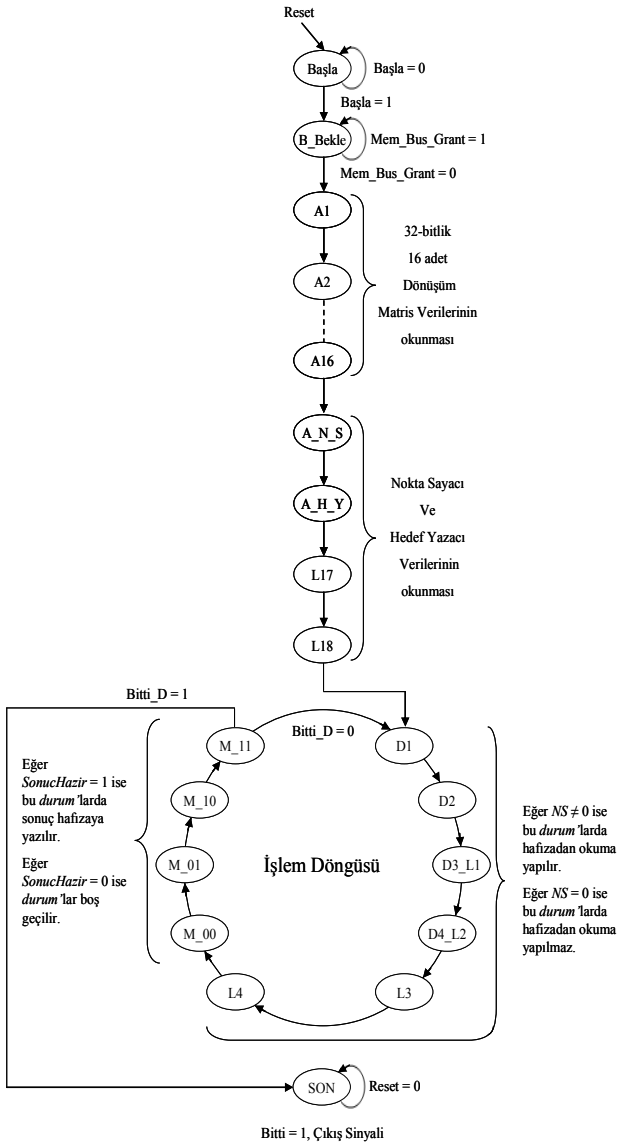 Reset
Başla
Başla = 0
Başla = 1
B_Bekle
Mem_Bus_Grant = 1
Mem_Bus_Grant = 0
A1
A2
A16
32-bitlik
16 adet
Dönüşüm
Matris Verilerinin
okunması
A_N_S
A_H_Y
L17
L18
Nokta Sayacı
Ve
Hedef Yazacı
Verilerinin
okunması
Bitti_D = 1
Bitti_D = 0
M_11
M_10
M_01
M_00
L4
D1
D2
D3_L1
D4_L2
L3
İşlem Döngüsü
Eğer
SonucHazir = 1 ise
bu durum'larda
sonuç hafızaya
yazılır.
Eğer
SonucHazir = 0 ise
durum'lar boş
geçilir.
Eğer NS ≠ 0 ise
bu durum'larda
hafizadan okuma
yapılır.
Eğer NS = 0 ise
bu durum'larda
hafizadan okuma
yapılmaz.
SON
Reset = 0
Bitti = 1, Çıkış Sinyali